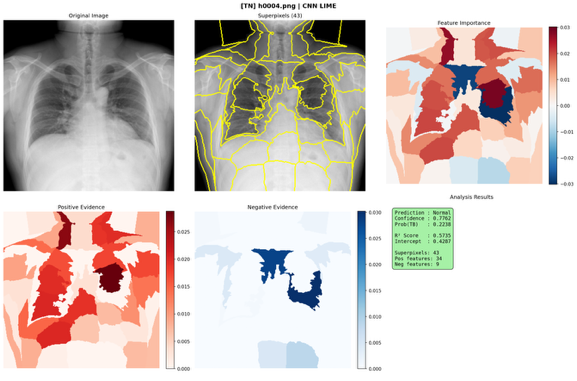 [TN] h0004.png | CNN LIME
Original Image
Superpixels (43)
Feature Importance
0.03
0.02
0.01
0.00
-0.01
-0.02
-0.03
Positive Evidence
0.025
0.020
0.015
0.010
0.005
0.000
Negative Evidence
0.030
0.025
0.020
0.015
0.010
0.005
0.000
Analysis Results
Prediction : Normal
Confidence : 0.7762
Prob(TB) : 0.2238
R² Score : 0.5735
Intercept : 0.4287
Superpixels: 43
Pos features: 34
Neg features: 9